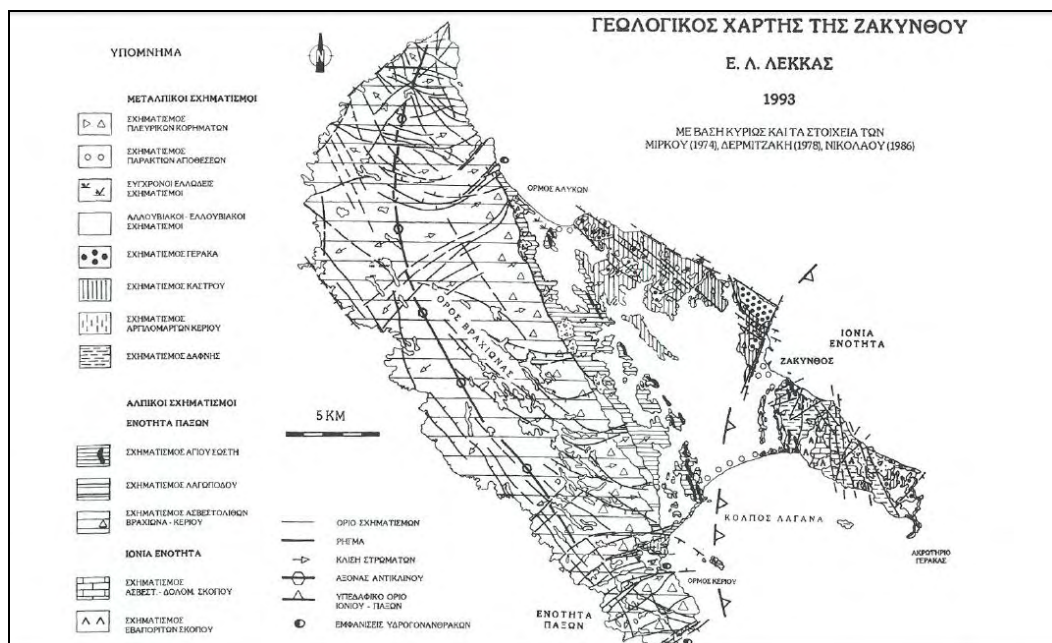 ΓΕΩΛΟΓΙΚΟΣ ΧΑΡΤΗΣ ΤΗΣ ΖΑΚΥΝΘΟΥ
Ε. Λ. ΛΕΚΚΑΣ
1993
ΜΕ ΒΑΣΗ ΚΥΡΙΩΣ ΚΑΙ ΤΑ ΣΤΟΙΧΕΙΑ ΤΩΝ
ΜΙΡΚΟΥ (1974), ΔΕΡΜΙΤΖΑΚΗ (1978), ΝΙΚΟΛΑΟΥ (1986)
ΥΠΟΜΝΗΜΑ
ΜΕΤΑΛΠΙΚΟΙ ΣΧΗΜΑΤΙΣΜΟΙ
ΣΧΗΜΑΤΙΣΜΟΣ
ΠΛΕΥΡΙΚΩΝ ΚΟΡΗΜΑΤΩΝ
ΣΧΗΜΑΤΙΣΜΟΣ
ΠΑΡΑΚΤΙΩΝ ΑΠΟΘΕΣΕΩΝ
ΣΥΓΧΡΟΝΟΙ ΕΛΩΔΕΙΣ
ΣΧΗΜΑΤΙΣΜΟΙ
ΑΛΛΟΥΒΙΑΚΟΙ - ΕΛΛΟΥΒΙΑΚΟΙ
ΣΧΗΜΑΤΙΣΜΟΙ
ΣΧΗΜΑΤΙΣΜΟΣ ΓΕΡΑΚΑ
ΣΧΗΜΑΤΙΣΜΟΣ ΚΑΣΤΡΟΥ
ΣΧΗΜΑΤΙΣΜΟΣ
ΑΡΓΙΛΟΜΑΡΓΩΝ ΚΕΡΙΟΥ
ΣΧΗΜΑΤΙΣΜΟΣ ΔΑΦΝΗΣ
ΑΛΠΙΚΟΙ ΣΧΗΜΑΤΙΣΜΟΙ
ΕΝΟΤΗΤΑ ΠΑΞΩΝ
ΣΧΗΜΑΤΙΣΜΟΣ ΑΓΙΟΥ ΣΩΣΤΗ
ΣΧΗΜΑΤΙΣΜΟΣ ΛΑΓΩΠΟΔΟΥ
ΣΧΗΜΑΤΙΣΜΟΣ ΑΣΒΕΣΤΟΛΙΘΩΝ
ΒΡΑΧΙΩΝΑ - ΚΕΡΙΟΥ
ΙΟΝΙΑ ΕΝΟΤΗΤΑ
ΣΧΗΜΑΤΙΣΜΟΣ
ΑΣΒΕΣΤ. - ΔΟΛΟΜ. ΣΚΟΠΟΥ
ΣΧΗΜΑΤΙΣΜΟΣ
ΕΒΑΠΟΡΙΤΩΝ ΣΚΟΠΟΥ
5 KM
ΟΡΙΟ ΣΧΗΜΑΤΙΣΜΩΝ
ΡΗΓΜΑ
ΚΛΙΣΗ ΣΤΡΩΜΑΤΩΝ
ΑΞΟΝΑΣ ΑΝΤΙΚΛΙΝΟΥ
ΥΠΕΔΑΦΙΚΟ ΟΡΙΟ
ΙΟΝΙΟΥ - ΠΑΞΩΝ
ΕΜΦΑΝΙΣΕΙΣ ΥΔΡΟΓΟΝΑΝΘΡΑΚΩΝ
N
ΟΡΜΟΣ ΑΛΥΚΩΝ
ΟΡΟΣ ΒΡΑΧΙΩΝΑΣ
ΙΟΝΙΑ
ΕΝΟΤΗΤΑ
ΖΑΚΥΝΘΟΣ
ΚΟΛΠΟΣ ΛΑΓΑΝΑ
ΑΚΡΩΤΗΡΙΟ
ΓΕΡΑΚΑΣ
ΟΡΜΟΣ ΚΕΡΙΟΥ
ΕΝΟΤΗΤΑ
ΠΑΞΩΝ